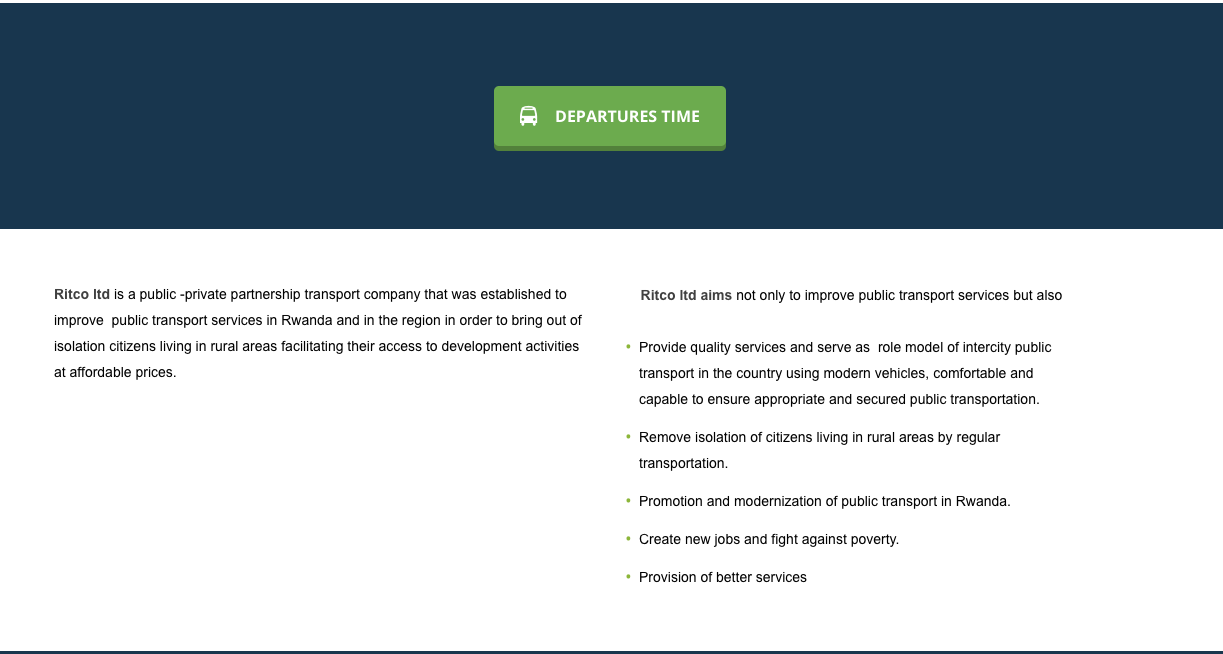 DEPARTURES TIME
Ritco ltd is a public -private partnership transport company that was established to
improve  public transport services in Rwanda and in the region in order to bring out of
isolation citizens living in rural areas facilitating their access to development activities
at affordable prices.
Ritco ltd aims not only to improve public transport services but also
• Provide quality services and serve as  role model of intercity public
transport in the country using modern vehicles, comfortable and
capable to ensure appropriate and secured public transportation.
• Remove isolation of citizens living in rural areas by regular
transportation.
• Promotion and modernization of public transport in Rwanda.
• Create new jobs and fight against poverty.
• Provision of better services